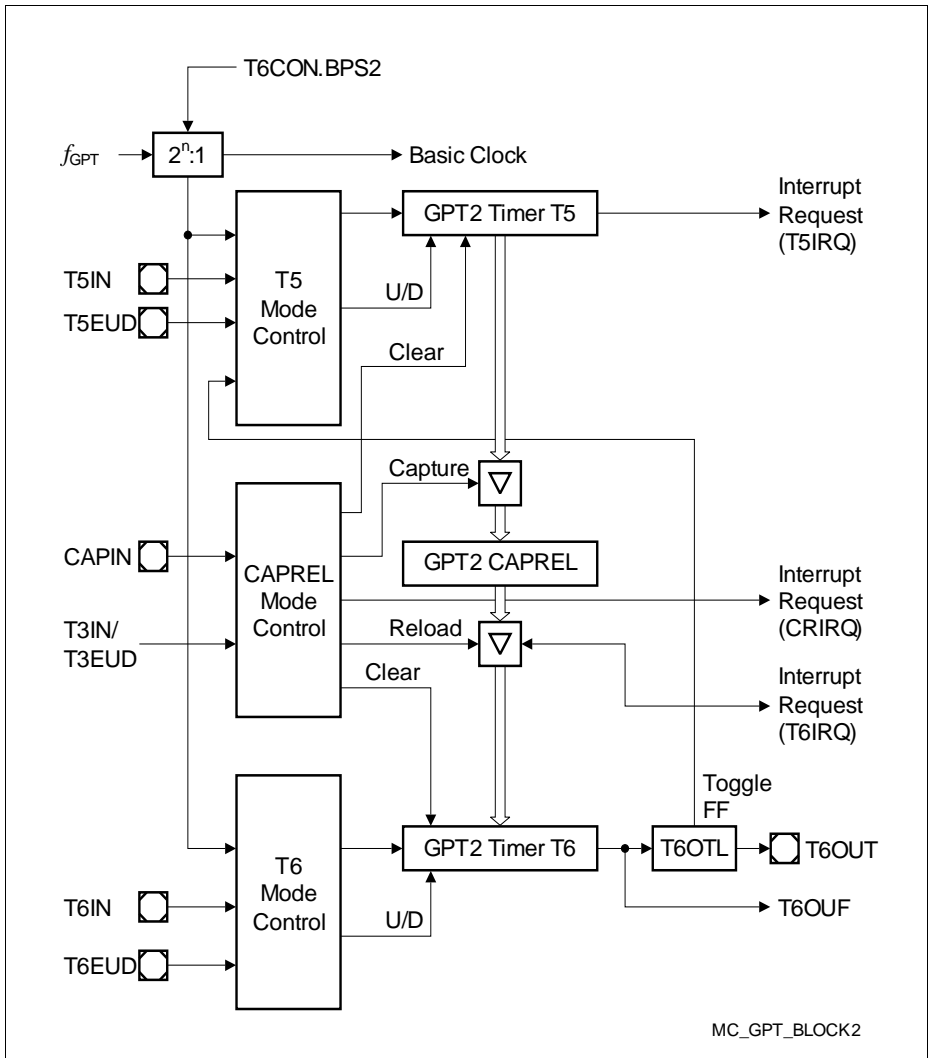 T6CON.BPS2
fGPT
2ⁿ:1
Basic Clock
Interrupt
Request
(T5IRQ)
GPT2 Timer T5
T5IN
T5
Mode
Control
U/D
T5EUD
Clear
Capture
CAPIN
CAPREL
Mode
Control
GPT2 CAPREL
Interrupt
Request
(CRIRQ)
T3IN/
T3EUD
Reload
Clear
Interrupt
Request
(T6IRQ)
Toggle
FF
T6
Mode
Control
GPT2 Timer T6
T6OTL
T6OUT
T6IN
U/D
T6OUF
T6EUD
MC_GPT_BLOCK2